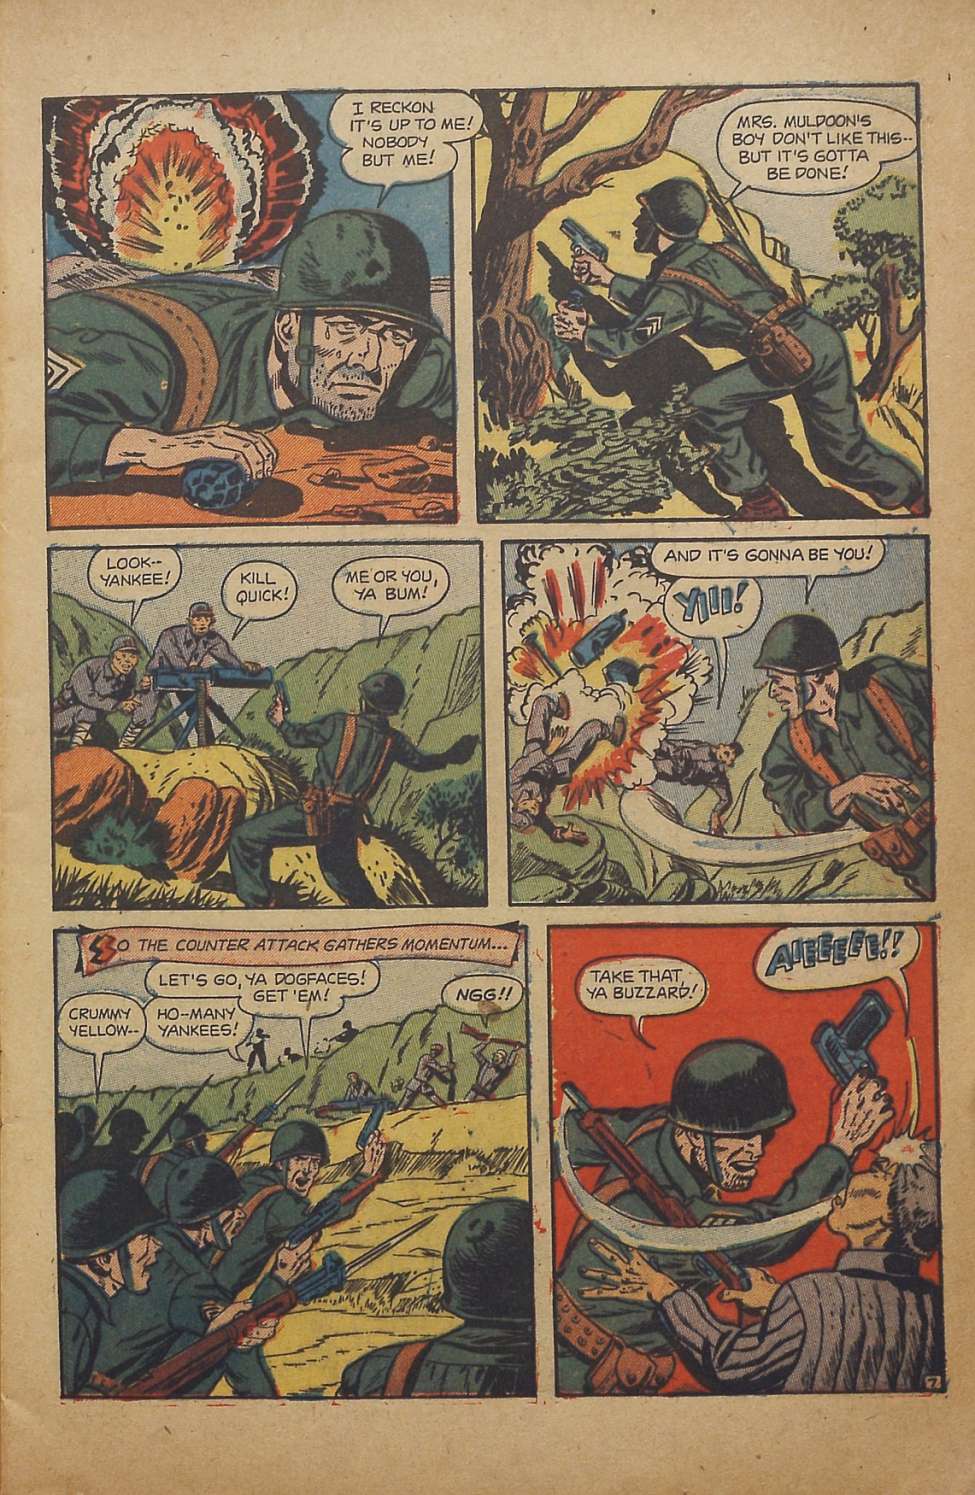 I RECKON
IT'S UP TO ME!
NOBODY
BUT ME!
MRS. MULDOON'S
BOY DON'T LIKE THIS--
BUT IT'S GOTTA
BE DONE!
LOOK--
YANKEE!
KILL
QUICK!
ME OR YOU,
YA BUM!
AND IT'S GONNA BE YOU!
YIII!
SO THE COUNTER ATTACK GATHERS MOMENTUM...
LET'S GO, YA DOGFACES!
GET 'EM!
CRUMMY
YELLOW--
HO--MANY
YANKEES!
NGG!!
TAKE THAT,
YA BUZZARD!
AIEEEEE!!
7